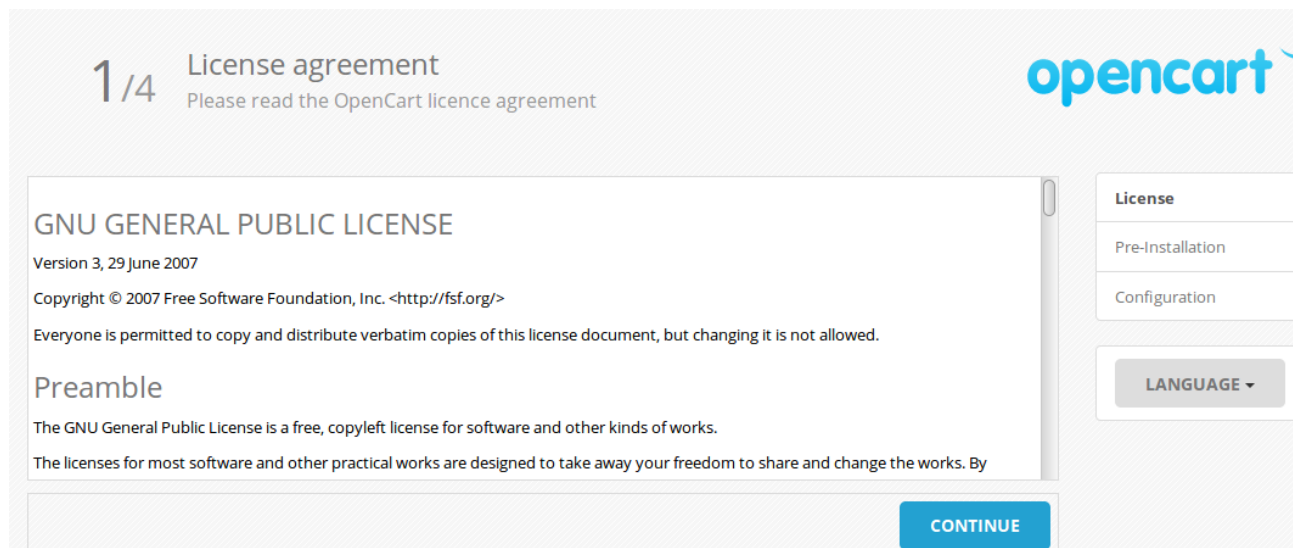 1/4
License agreement
Please read the OpenCart licence agreement
opencart
GNU GENERAL PUBLIC LICENSE
Version 3, 29 June 2007
Copyright © 2007 Free Software Foundation, Inc. <http://fsf.org/>
Everyone is permitted to copy and distribute verbatim copies of this license document, but changing it is not allowed.
Preamble
The GNU General Public License is a free, copyleft license for software and other kinds of works.
The licenses for most software and other practical works are designed to take away your freedom to share and change the works. By
CONTINUE
License
Pre-Installation
Configuration
LANGUAGE